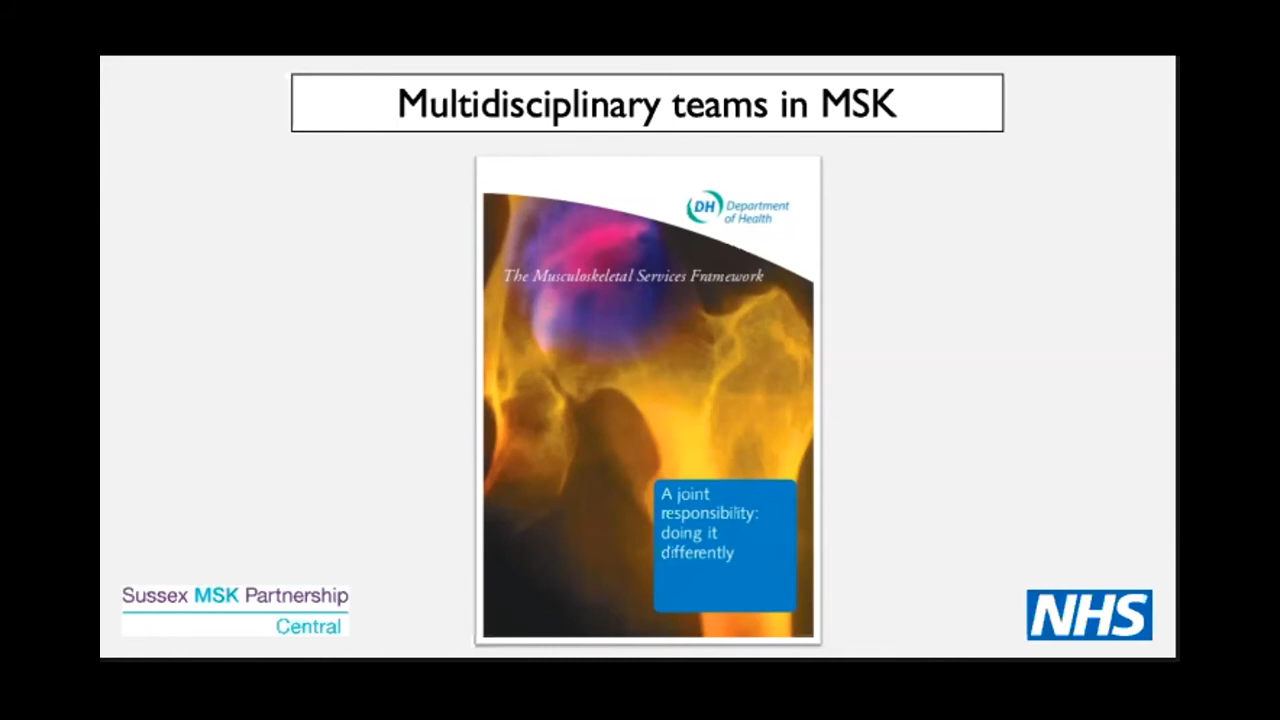 Multidisciplinary teams in MSK
DH Department
of Health
The Musculoskeletal Services Framework
A joint
responsibility:
doing it
differently
Sussex MSK Partnership
Central
NHS